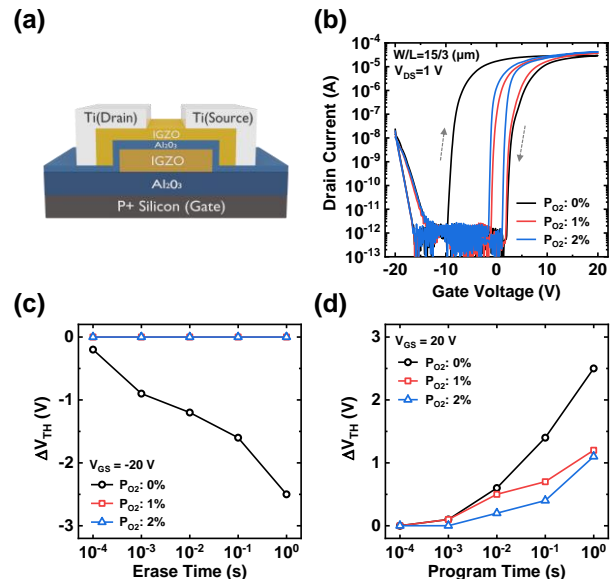 (a)
Ti(Drain)
Ti(Source)
IGZO
Al₂O₃
IGZO
Al₂O₃
P+ Silicon (Gate)
(b)
W/L=15/3 (μm)
V_DS=1 V
P_O2: 0%
P_O2: 1%
P_O2: 2%
Drain Current (A)
10⁻⁴
10⁻⁵
10⁻⁶
10⁻⁷
10⁻⁸
10⁻⁹
10⁻¹⁰
10⁻¹¹
10⁻¹²
10⁻¹³
-20 -10 0 10 20
Gate Voltage (V)
(c)
ΔV_TH (V)
0
-1
-2
-3
V_GS = -20 V
P_O2: 0%
P_O2: 1%
P_O2: 2%
10⁻⁴ 10⁻³ 10⁻² 10⁻¹ 10⁰
Erase Time (s)
(d)
ΔV_TH (V)
3
2
1
0
V_GS = 20 V
P_O2: 0%
P_O2: 1%
P_O2: 2%
10⁻⁴ 10⁻³ 10⁻² 10⁻¹ 10⁰
Program Time (s)